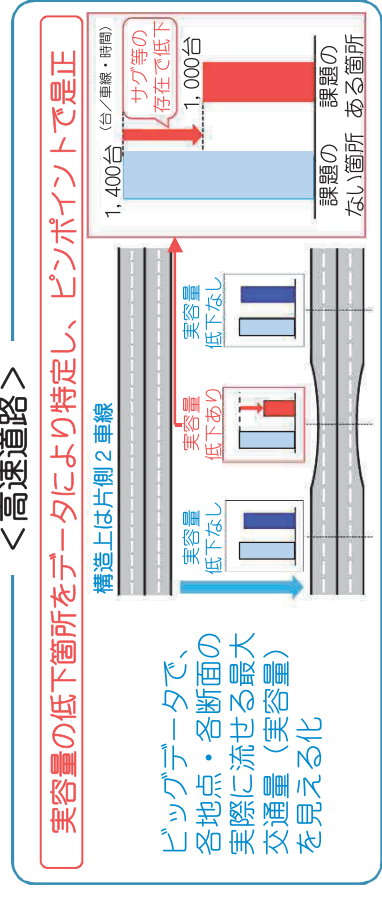 ＜高速道路＞
実容量の低下箇所をデータにより特定し、ピンポイントで是正
ビッグデータで、
各地点・各断面の
実際に流せる最大
交通量（実容量）
を見える化
構造上は片側２車線
実容量
低下なし
実容量
低下あり
実容量
低下なし
（台／車線・時間）
1,400台
サグ等の
存在で低下
1,000台
課題の
ない箇所
課題の
ある箇所